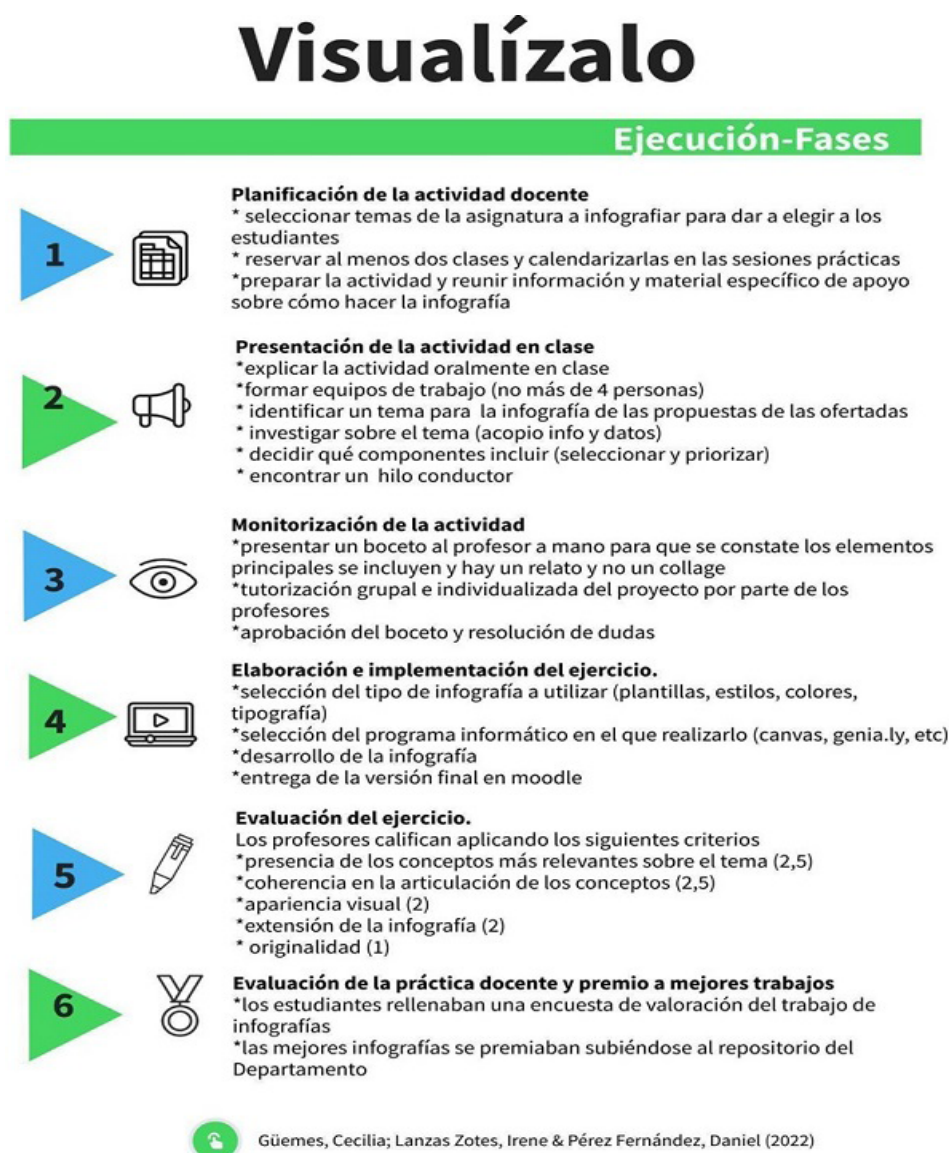 Visualízalo
Ejecución-Fases
1
Planificación de la actividad docente
* seleccionar temas de la asignatura a infografiar para dar a elegir a los
estudiantes
* reservar al menos dos clases y calendarizarlas en las sesiones prácticas
*preparar la actividad y reunir información y material específico de apoyo
sobre cómo hacer la infografía
2
Presentación de la actividad en clase
*explicar la actividad oralmente en clase
*formar equipos de trabajo (no más de 4 personas)
* identificar un tema para la infografía de las propuestas de las ofertadas
* investigar sobre el tema (acopio info y datos)
* decidir qué componentes incluir (seleccionar y priorizar)
* encontrar un hilo conductor
3
Monitorización de la actividad
*presentar un boceto al profesor a mano para que se constate los elementos
principales se incluyen y hay un relato y no un collage
*tutorización grupal e individualizada del proyecto por parte de los
profesores
*aprobación del boceto y resolución de dudas
4
Elaboración e implementación del ejercicio.
*selección del tipo de infografía a utilizar (plantillas, estilos, colores,
tipografía)
*selección del programa informático en el que realizarlo (canvas, genia.ly, etc)
*desarrollo de la infografía
*entrega de la versión final en moodle
5
Evaluación del ejercicio.
Los profesores califican aplicando los siguientes criterios
*presencia de los conceptos más relevantes sobre el tema (2,5)
*coherencia en la articulación de los conceptos (2,5)
*apariencia visual (2)
*extensión de la infografía (2)
* originalidad (1)
6
Evaluación de la práctica docente y premio a mejores trabajos
*los estudiantes rellenaban una encuesta de valoración del trabajo de
infografías
*las mejores infografías se premiaban subiéndose al repositorio del
Departamento
Güemes, Cecilia; Lanzas Zotes, Irene & Pérez Fernández, Daniel (2022)